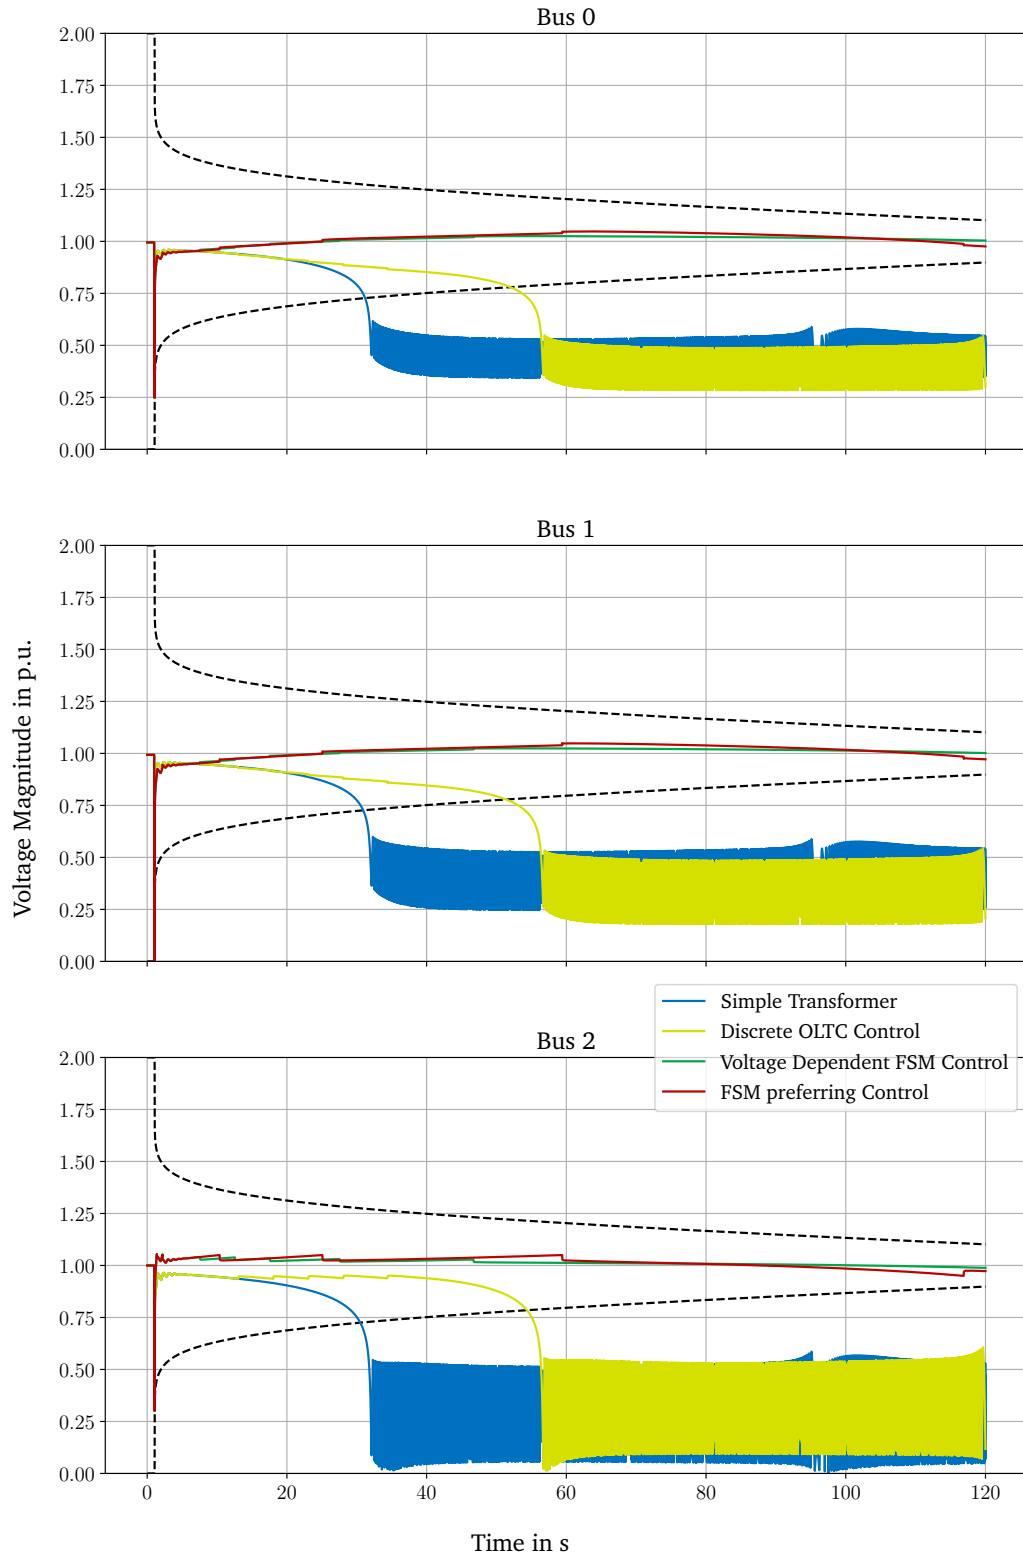 Bus 0
2.00
1.75
1.50
1.25
1.00
0.75
0.50
0.25
0.00
Bus 1
2.00
1.75
1.50
1.25
1.00
0.75
0.50
0.25
0.00
Voltage Magnitude in p.u.
Simple Transformer
Discrete OLTC Control
Voltage Dependent FSM Control
FSM preferring Control
Bus 2
2.00
1.75
1.50
1.25
1.00
0.75
0.50
0.25
0.00
0 20 40 60 80 100 120
Time in s